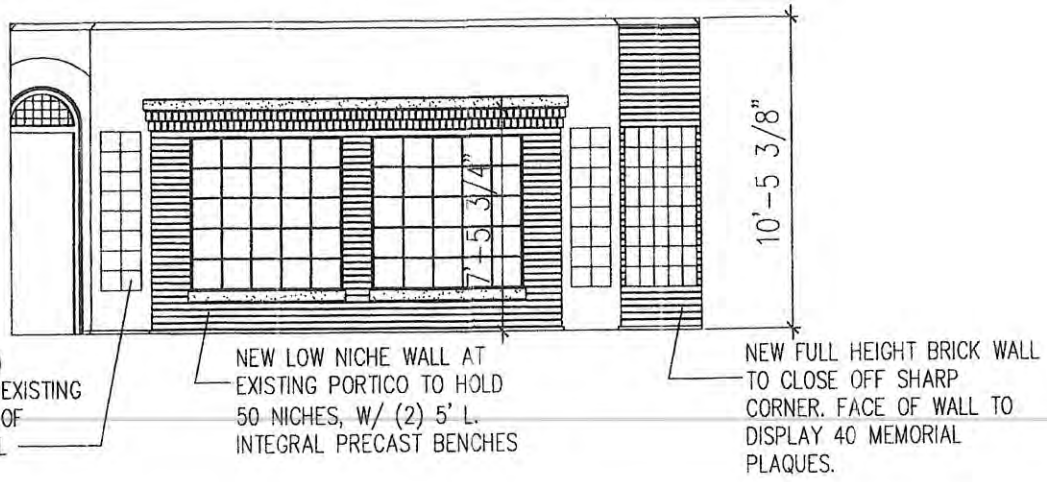 10'-5 3/8"
7'-5 3/4"
EXISTING
OF
NEW LOW NICHE WALL AT
EXISTING PORTICO TO HOLD
50 NICHES, W/ (2) 5' L.
INTEGRAL PRECAST BENCHES
NEW FULL HEIGHT BRICK WALL
TO CLOSE OFF SHARP
CORNER. FACE OF WALL TO
DISPLAY 40 MEMORIAL
PLAQUES.